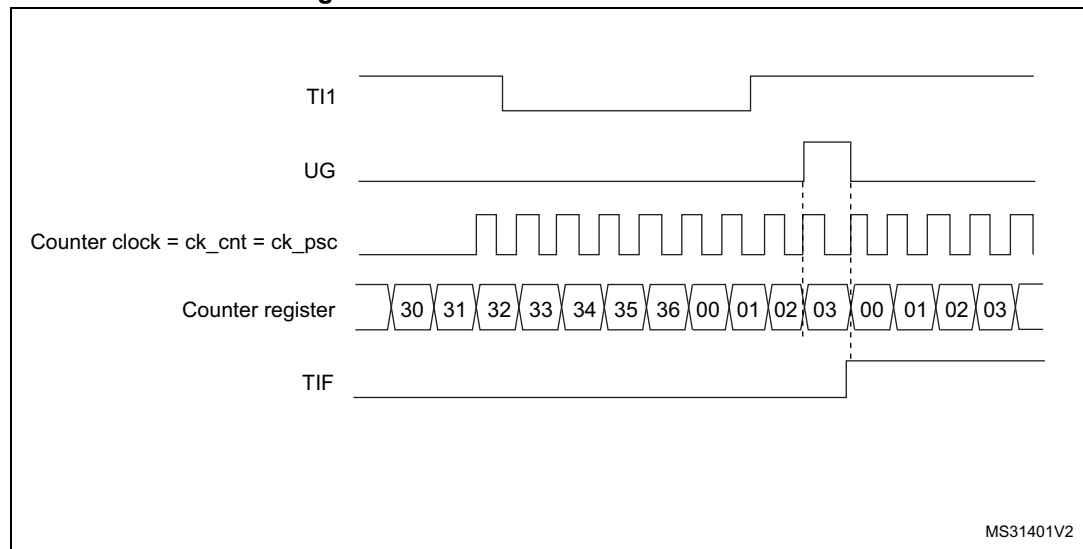 TI1
UG
Counter clock = ck_cnt = ck_psc
Counter register 30 31 32 33 34 35 36 00 01 02 03 00 01 02 03
TIF
MS31401V2